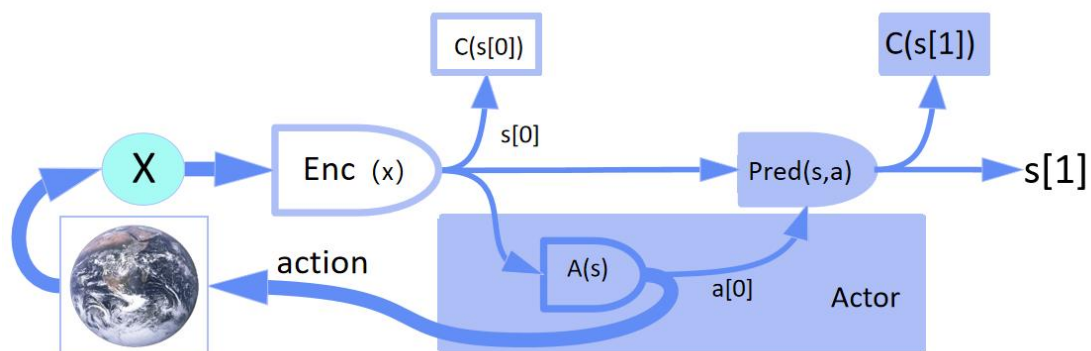 C(s[0])
C(s[1])
s[0]
X
Enc (x)
Pred(s,a)
s[1]
action
A(s)
a[0]
Actor